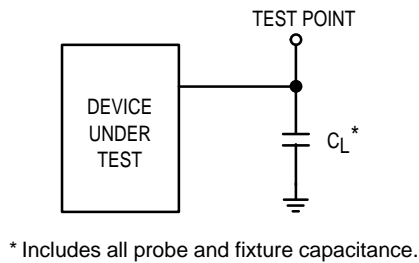 TEST POINT
DEVICE
UNDER
TEST
CL*
* Includes all probe and fixture capacitance.